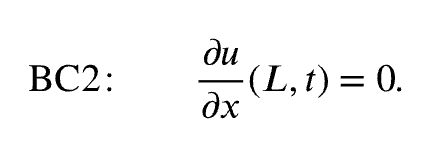 BC2: ∂u/∂x (L, t) = 0.